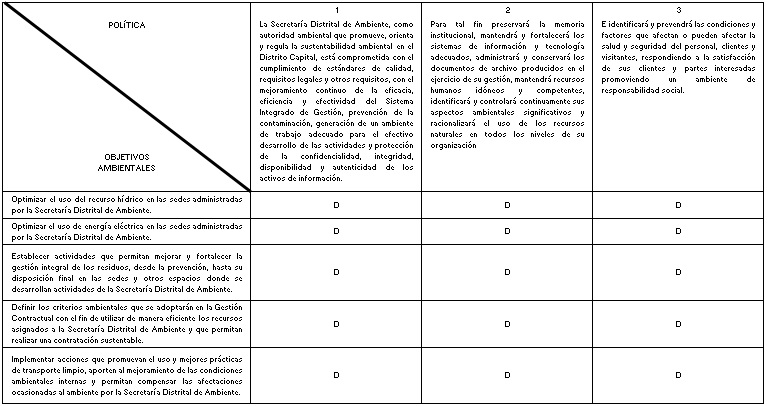 POLÍTICA
OBJETIVOS
AMBIENTALES
1
La Secretaría Distrital de Ambiente, como
autoridad ambiental que promueve, orienta
y regula la sustentabilidad ambiental en el
Distrito Capital, está comprometida con el
cumplimiento de estándares de calidad,
requisitos legales y otros requisitos, con el
mejoramiento continuo de la eficacia,
eficiencia y efectividad del Sistema
Integrado de Gestión, prevención de la
contaminación, generación de un ambiente
de trabajo adecuado para el efectivo
desarrollo de las actividades y protección
de la confidencialidad, integridad,
disponibilidad y autenticidad de los
activos de información.
2
Para tal fin preservará la memoria
institucional, mantendrá y fortalecerá los
sistemas de información y tecnología
adecuados, administrará y conservará los
documentos de archivo producidos en el
ejercicio de su gestión, mantendrá recursos
humanos idóneos y competentes,
identificará y controlará continuamente sus
aspectos ambientales significativos y
racionalizará el uso de los recursos
naturales en todos los niveles de su
organización
3
E identificará y prevendrá las condiciones y
factores que afectan o pueden afectar la
salud y seguridad del personal, clientes y
visitantes, respondiendo a la satisfacción
de sus clientes y partes interesadas
promoviendo un ambiente de
responsabilidad social.
Optimizar el uso del recurso hídrico en las sedes administradas
por la Secretaría Distrital de Ambiente.
D D D
Optimizar el uso de energía eléctrica en las sedes administradas
por la Secretaría Distrital de Ambiente.
D D D
Establecer actividades que permitan mejorar y fortalecer la
gestión integral de los residuos, desde la prevención, hasta su
disposición final en las sedes y otros espacios donde se
desarrollan actividades de la Secretaría Distrital de Ambiente.
D D D
Definir los criterios ambientales que se adoptarán en la Gestión
Contractual con el fin de utilizar de manera eficiente los recursos
asignados a la Secretaría Distrital de Ambiente y que permitan
realizar una contratación sustentable.
D D D
Implementar acciones que promuevan el uso y mejores prácticas
de transporte limpio, aporten al mejoramiento de las condiciones
ambientales internas y permitan compensar las afectaciones
ocasionadas al ambiente por la Secretaría Distrital de Ambiente.
D D D